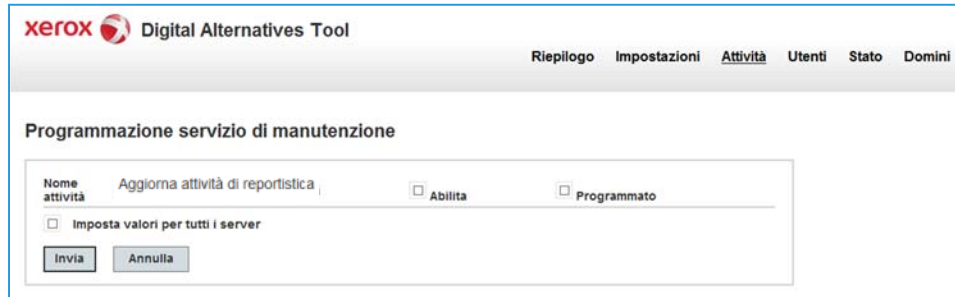 xerox Digital Alternatives Tool
Riepilogo Impostazioni Attività Utenti Stato Domini
Programmazione servizio di manutenzione
Nome attività Aggiorna attività di reportistica Abilita Programmato
Imposta valori per tutti i server
Invia Annulla